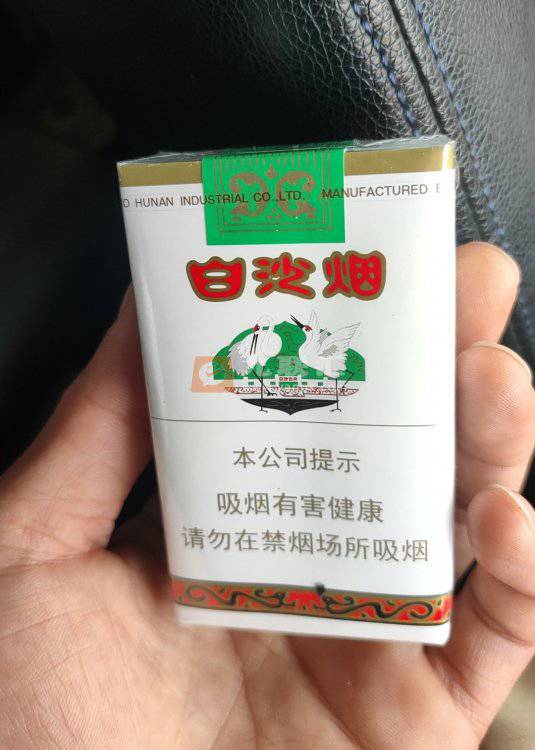 O HUNAN INDUSTRIAL CO.,LTD. MANUFACTURED
白沙烟
本公司提示
吸烟有害健康
请勿在禁烟场所吸烟